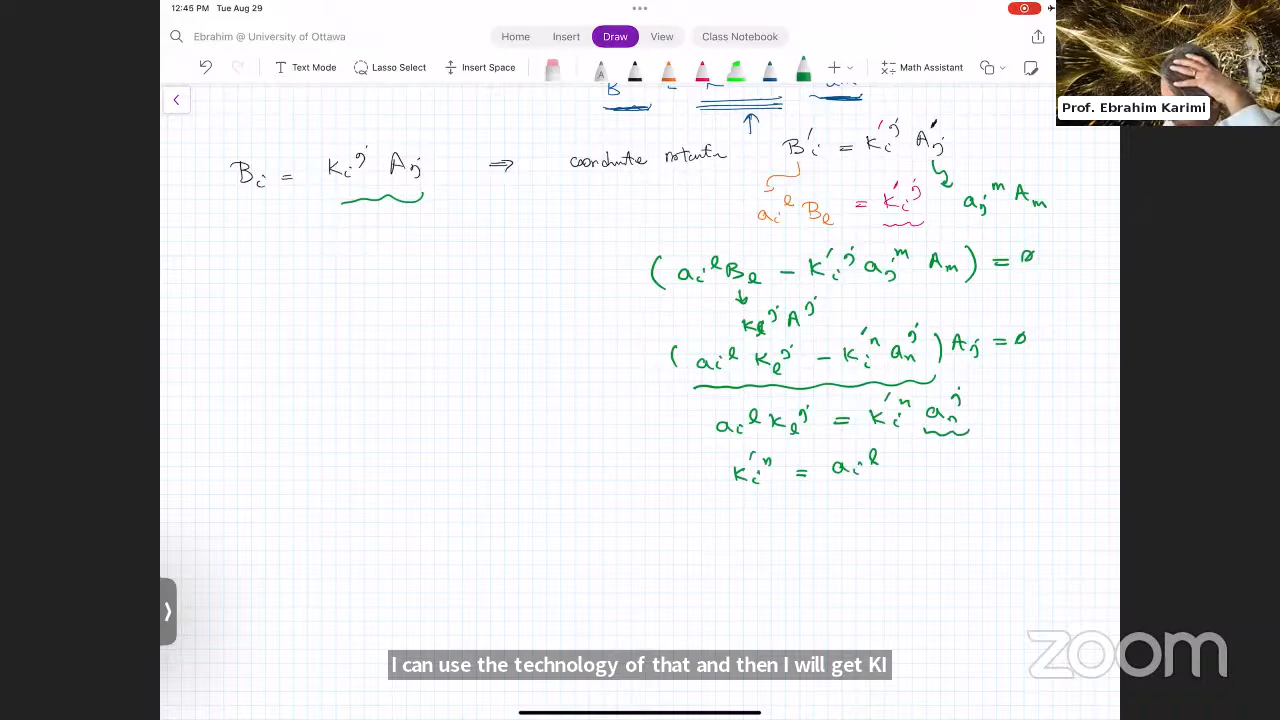 12:45 PM Tue Aug 29
Ebrahim @ University of Ottawa
Home Insert Draw View Class Notebook
Text Mode Lasso Select Insert Space Math Assistant
Prof. Ebrahim Karimi
B_i = K_i^j A_j ⇒ coordinate B'_i = K'_i^j A'_j
a_i^l B_l = K'_i^j a_j^m A_m
(a_i^l B_l − K'_i^j a_j^m A_m) = 0
K_l^j A^j
(a_i^l K_l^j − K'_i^n a_n^j) A_j = 0
a_i^l K_l^j = K'_i^n a_n^j
K'_i^n = a_i^l
I can use the technology of that and then I will get KI
zoom